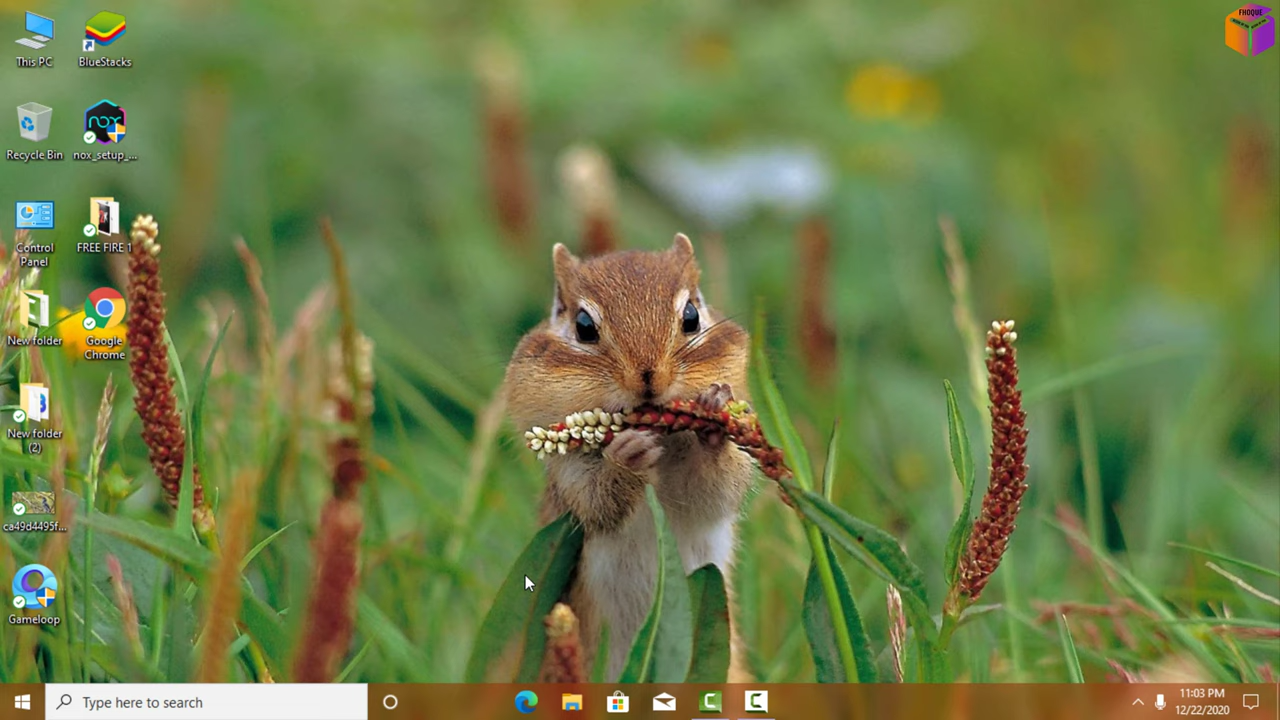 This PC
BlueStacks
Recycle Bin
nox_setup_...
Control
Panel
FREE FIRE 1
New folder
Google
Chrome
New folder
(2)
ca49d4495f...
Gameloop
FHOQUE
Type here to search
11:03 PM
12/22/2020